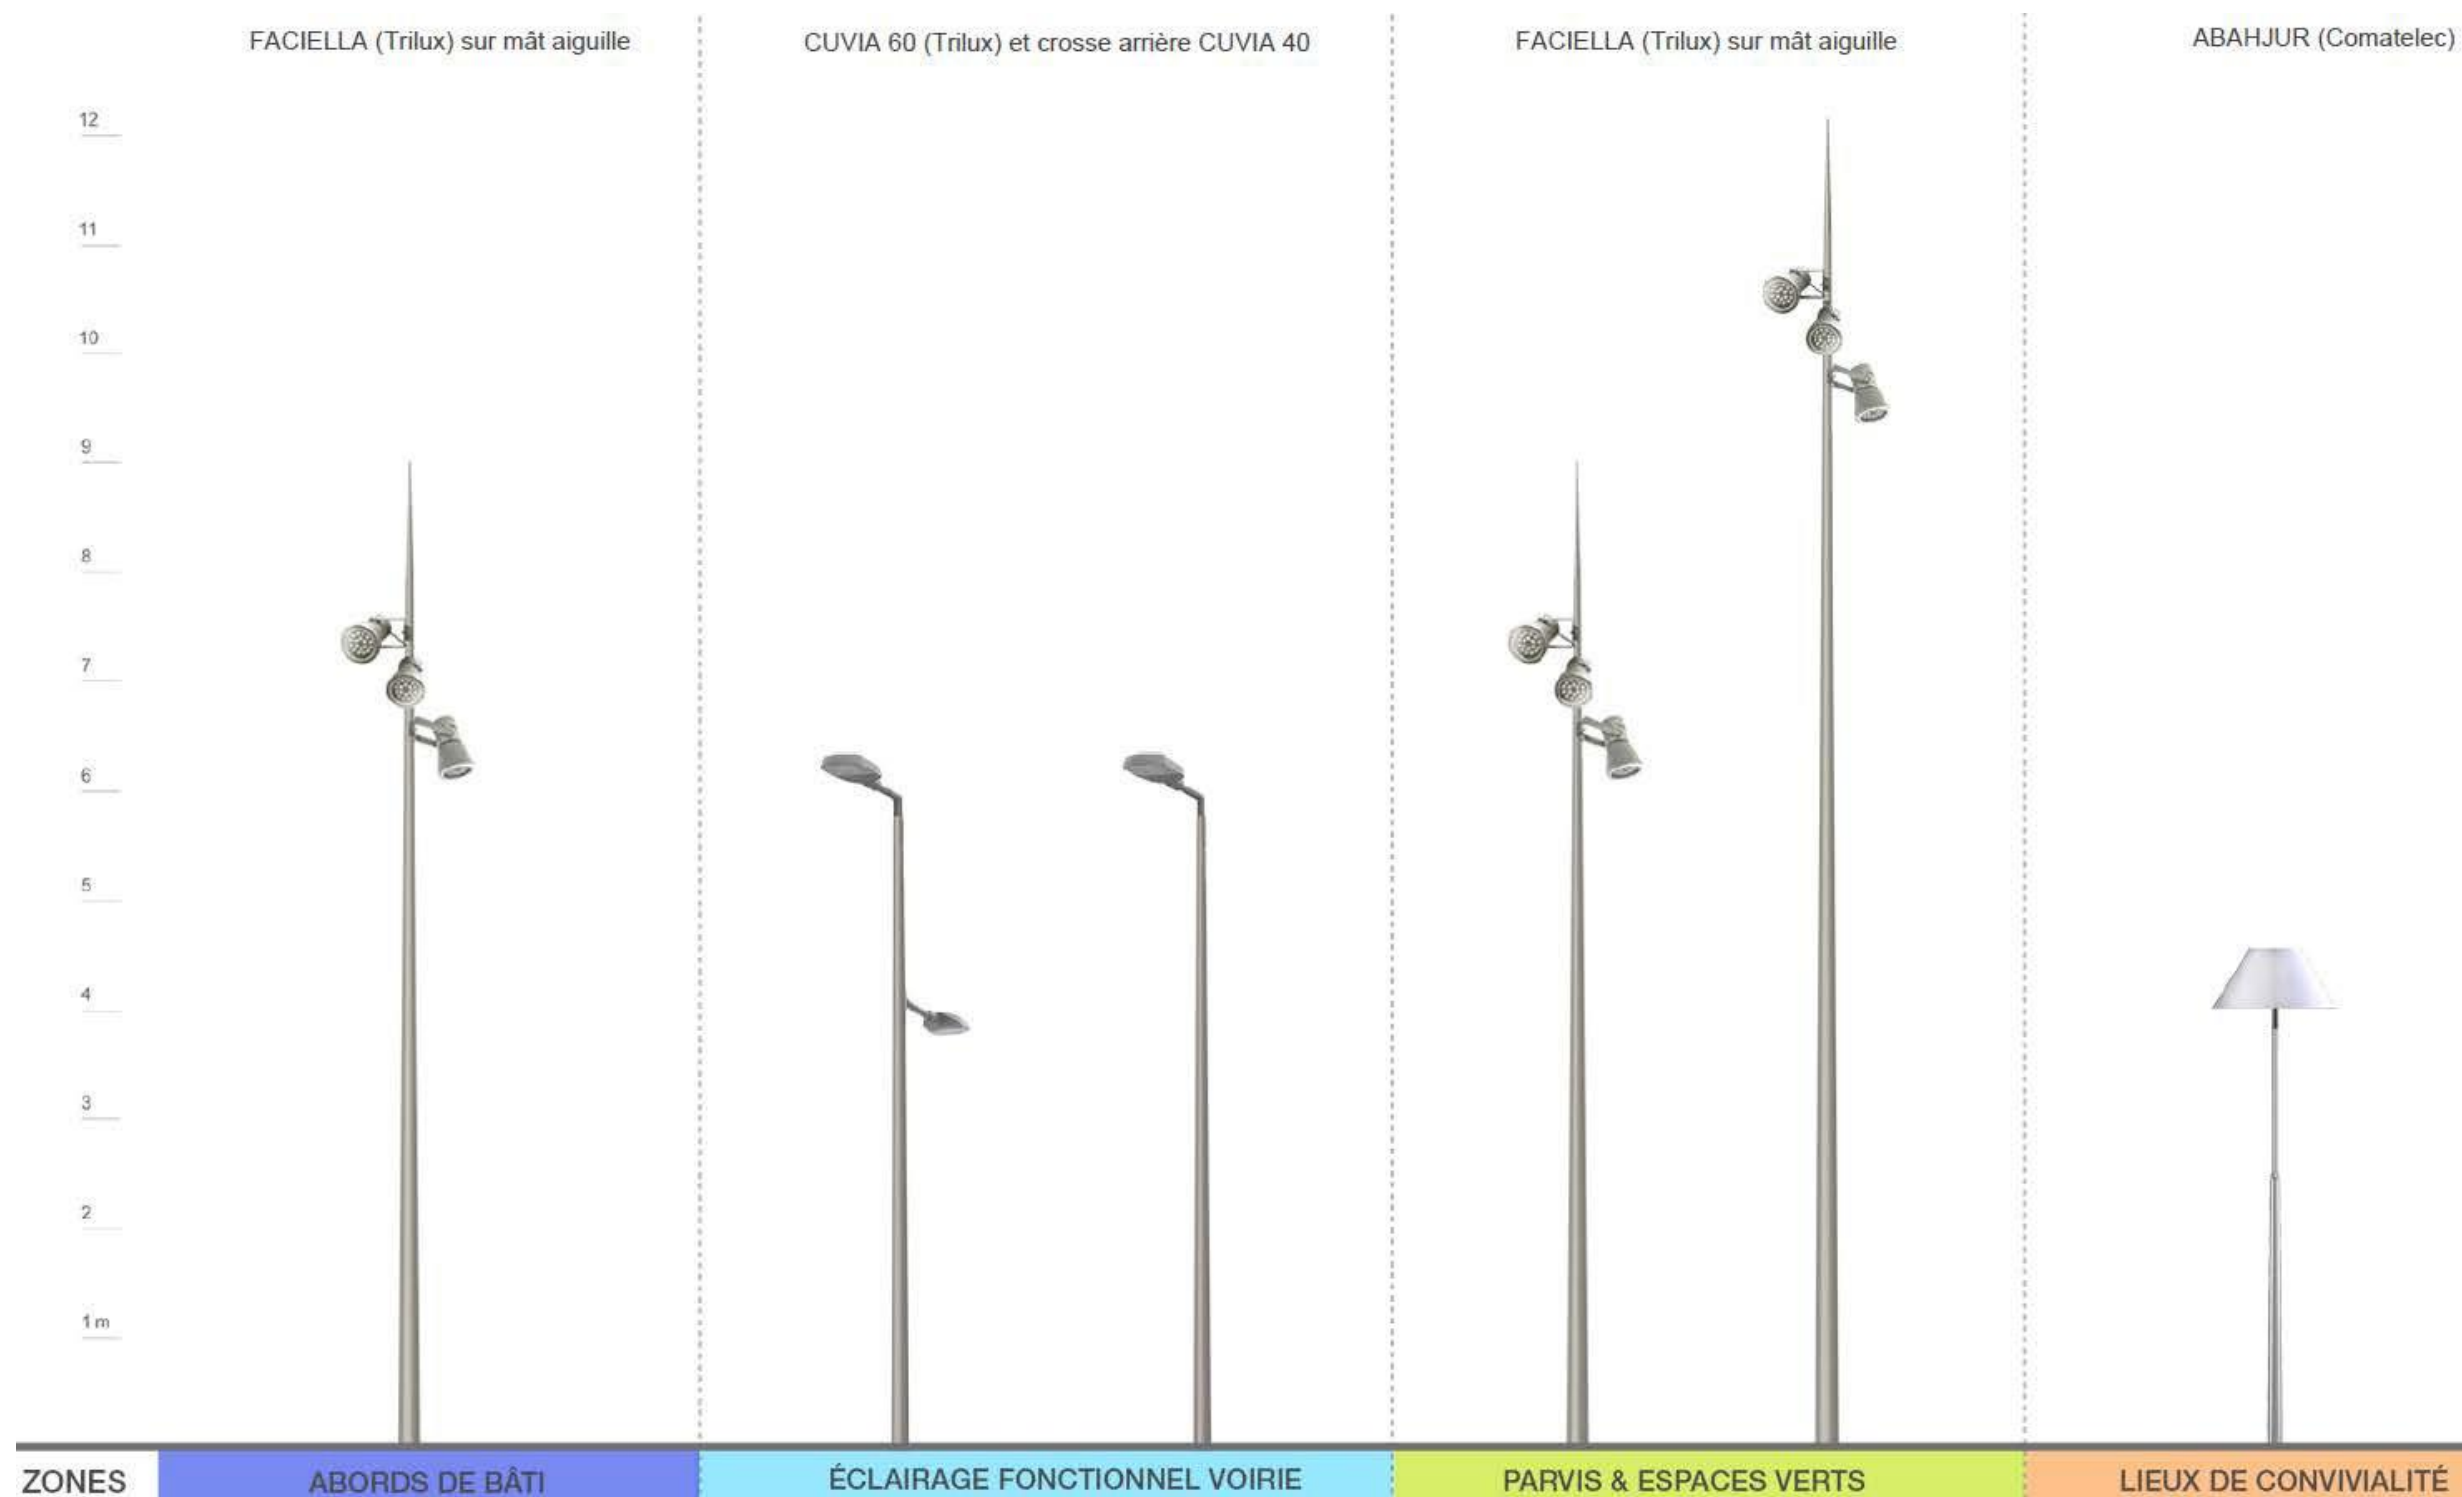 FACIELLA (Trilux) sur mât aiguille
CUVIA 60 (Trilux) et crosse arrière CUVIA 40
FACIELLA (Trilux) sur mât aiguille
ABAHJUR (Comatelec)
12
11
10
9
8
7
6
5
4
3
2
1 m
ZONES
ABORDS DE BÂTI
ÉCLAIRAGE FONCTIONNEL VOIRIE
PARVIS & ESPACES VERTS
LIEUX DE CONVIVIALITÉ